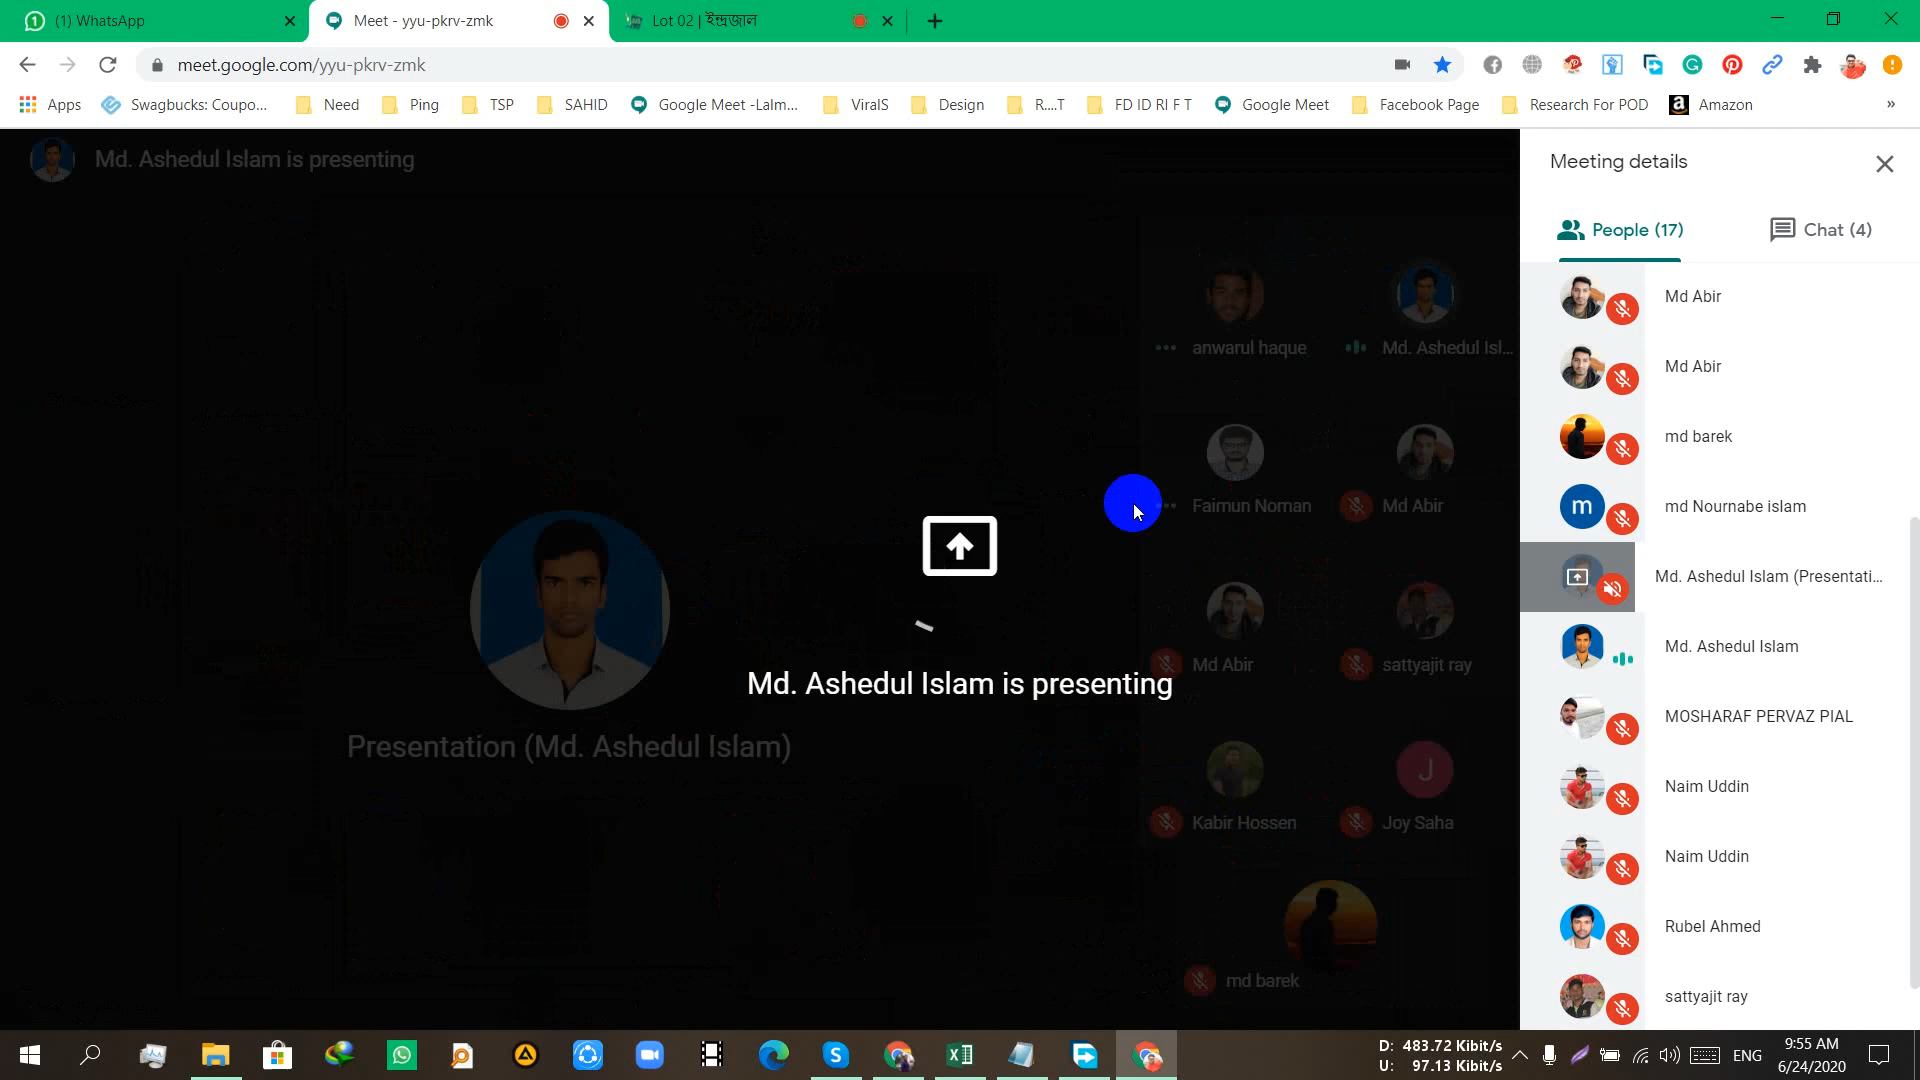 (1) WhatsApp
Meet - yyu-pkrv-zmk
Lot 02 | ইন্দ্রজাল
meet.google.com/yyu-pkrv-zmk
Apps
Swagbucks: Coupo...
Need
Ping
TSP
SAHID
Google Meet -Lalm...
ViralS
Design
R....T
FD ID RI F T
Google Meet
Facebook Page
Research For POD
Amazon
»
Md. Ashedul Islam is presenting
Meeting details
People (17)
Chat (4)
anwarul haque
Md. Ashedul Isl...
Faimun Noman
Md Abir
Md Abir
sattyajit ray
Kabir Hossen
J
Joy Saha
md barek
Md. Ashedul Islam is presenting
Presentation (Md. Ashedul Islam)
Md Abir
Md Abir
md barek
m
md Nournabe islam
Md. Ashedul Islam (Presentati...
Md. Ashedul Islam
MOSHARAF PERVAZ PIAL
Naim Uddin
Naim Uddin
Rubel Ahmed
sattyajit ray
D: 483.72 Kibit/s
U: 97.13 Kibit/s
ENG
9:55 AM
6/24/2020